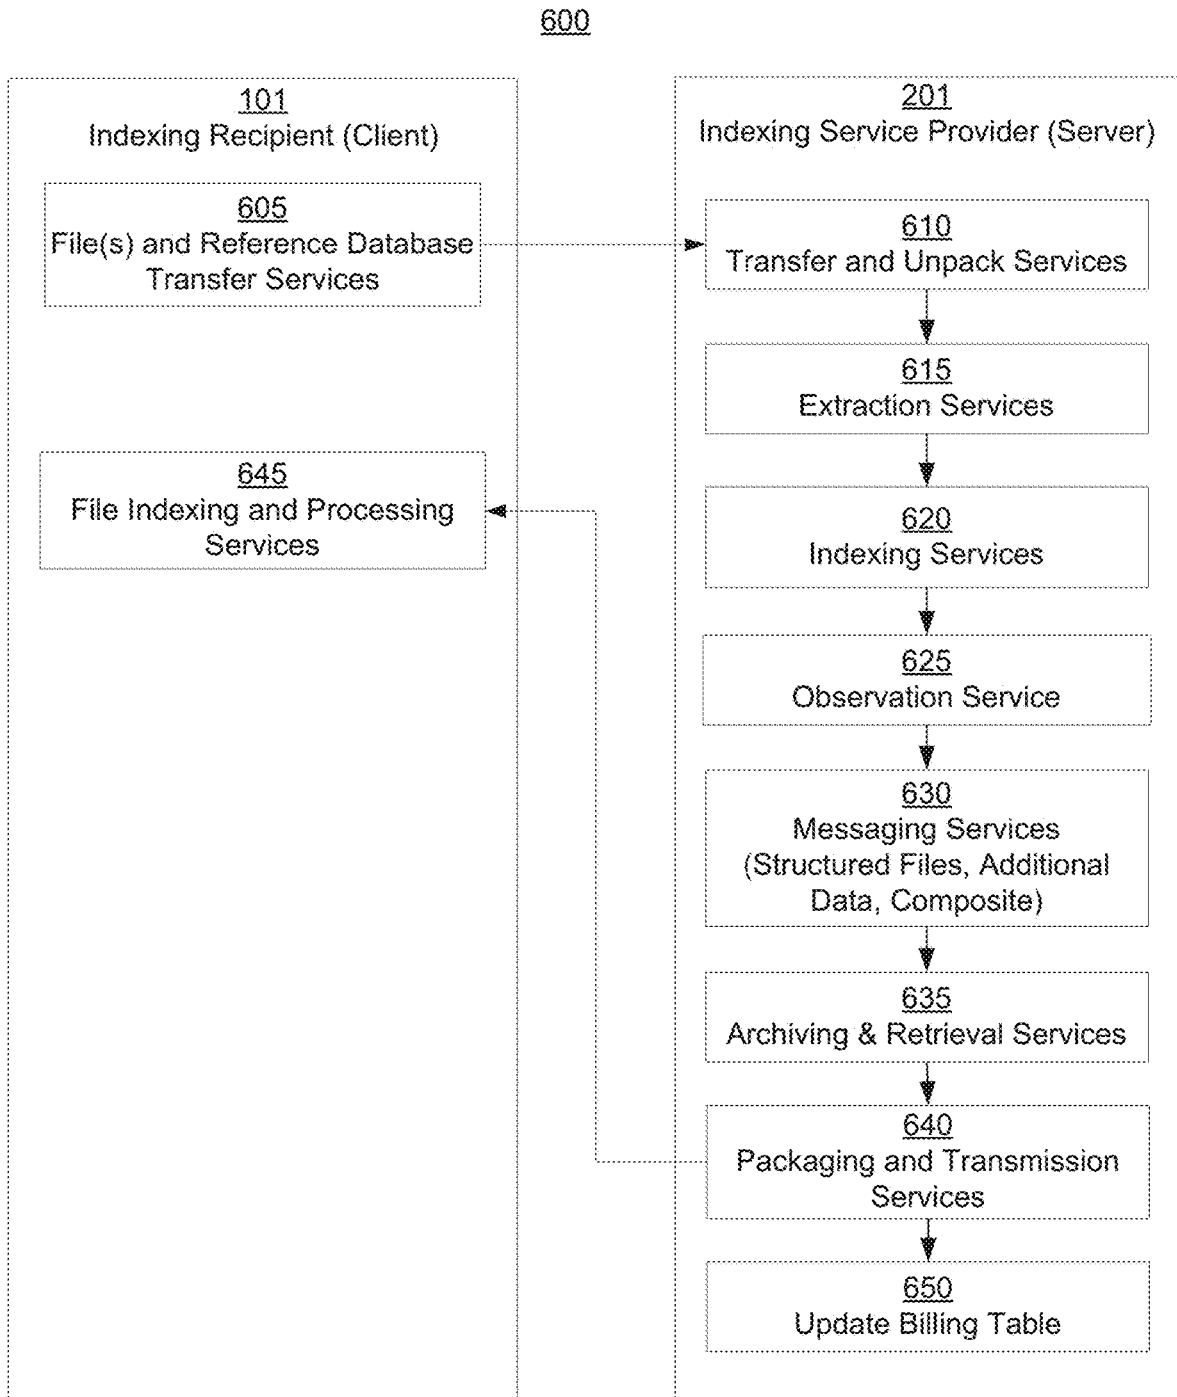 600
101
Indexing Recipient (Client)
605
File(s) and Reference Database
Transfer Services
645
File Indexing and Processing
Services
201
Indexing Service Provider (Server)
610
Transfer and Unpack Services
615
Extraction Services
620
Indexing Services
625
Observation Service
630
Messaging Services
(Structured Files, Additional
Data, Composite)
635
Archiving & Retrieval Services
640
Packaging and Transmission
Services
650
Update Billing Table